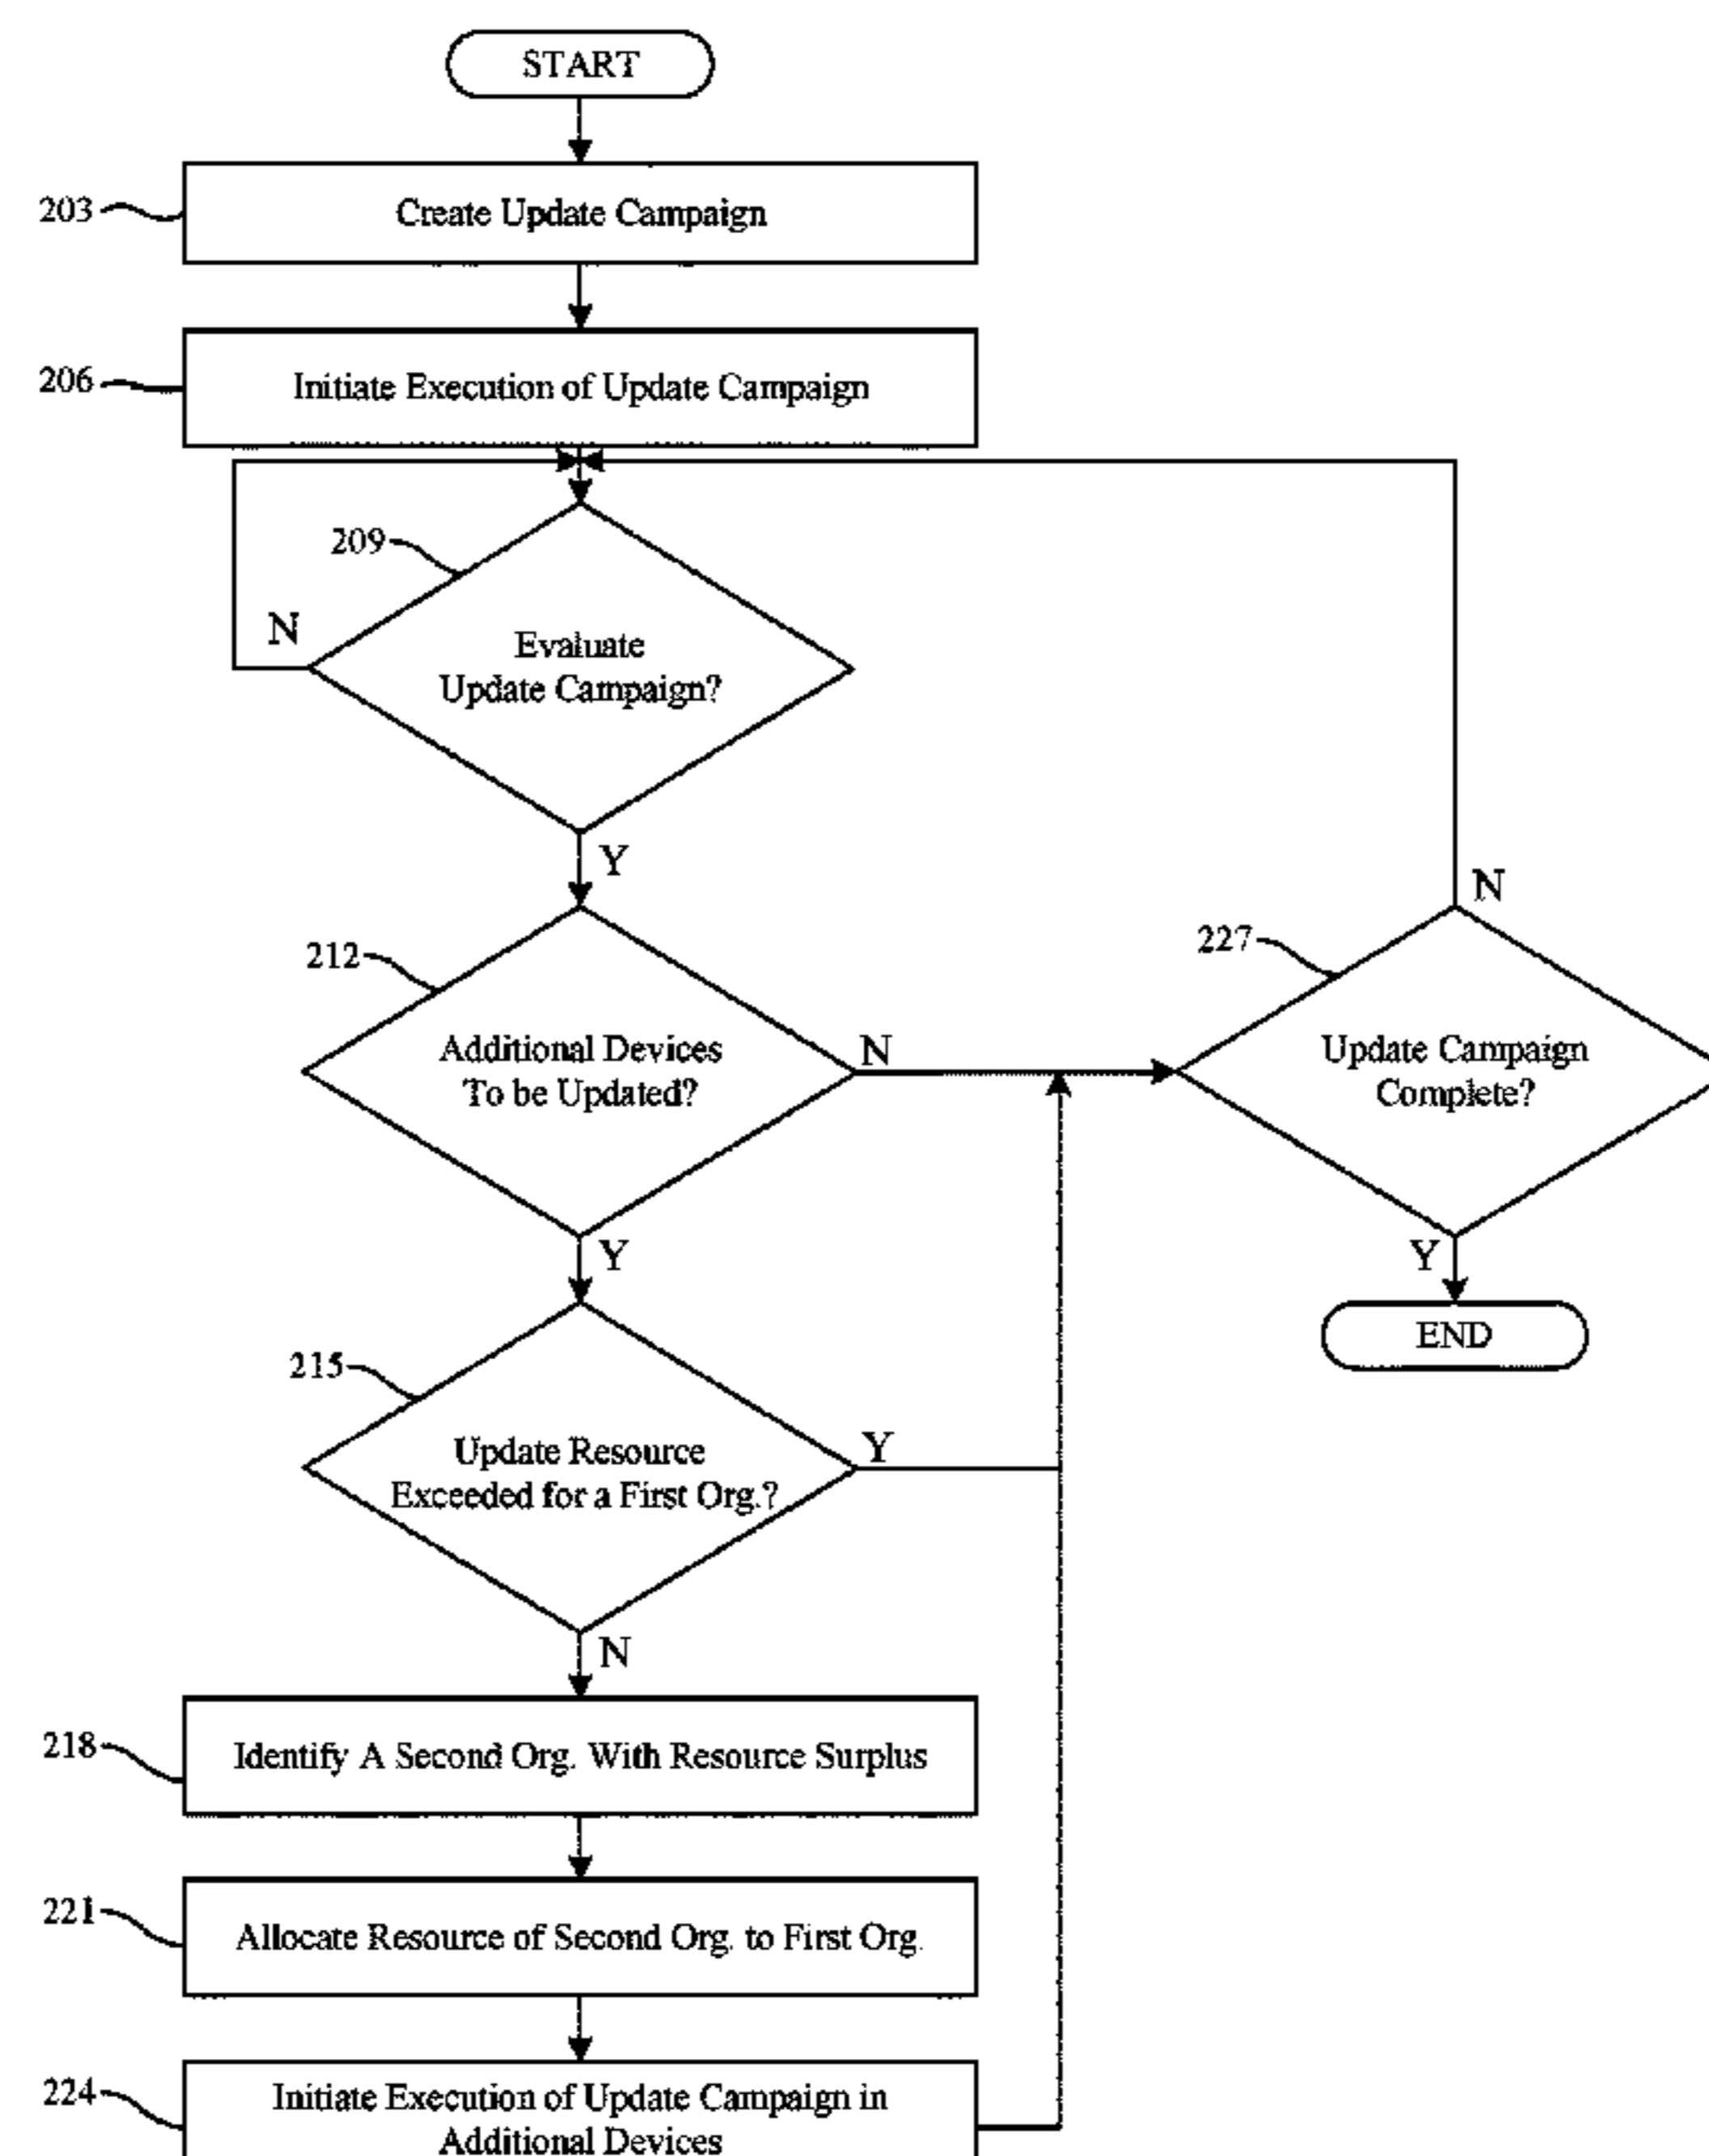 START
203
Create Update Campaign
206
Initiate Execution of Update Campaign
209
N
Evaluate
Update Campaign?
Y
212
Additional Devices
To be Updated?
N
227
N
Update Campaign
Complete?
Y
END
Y
215
Update Resource
Exceeded for a First Org.?
Y
N
218
Identify A Second Org. With Resource Surplus
221
Allocate Resource of Second Org. to First Org.
224
Initiate Execution of Update Campaign in
Additional Devices